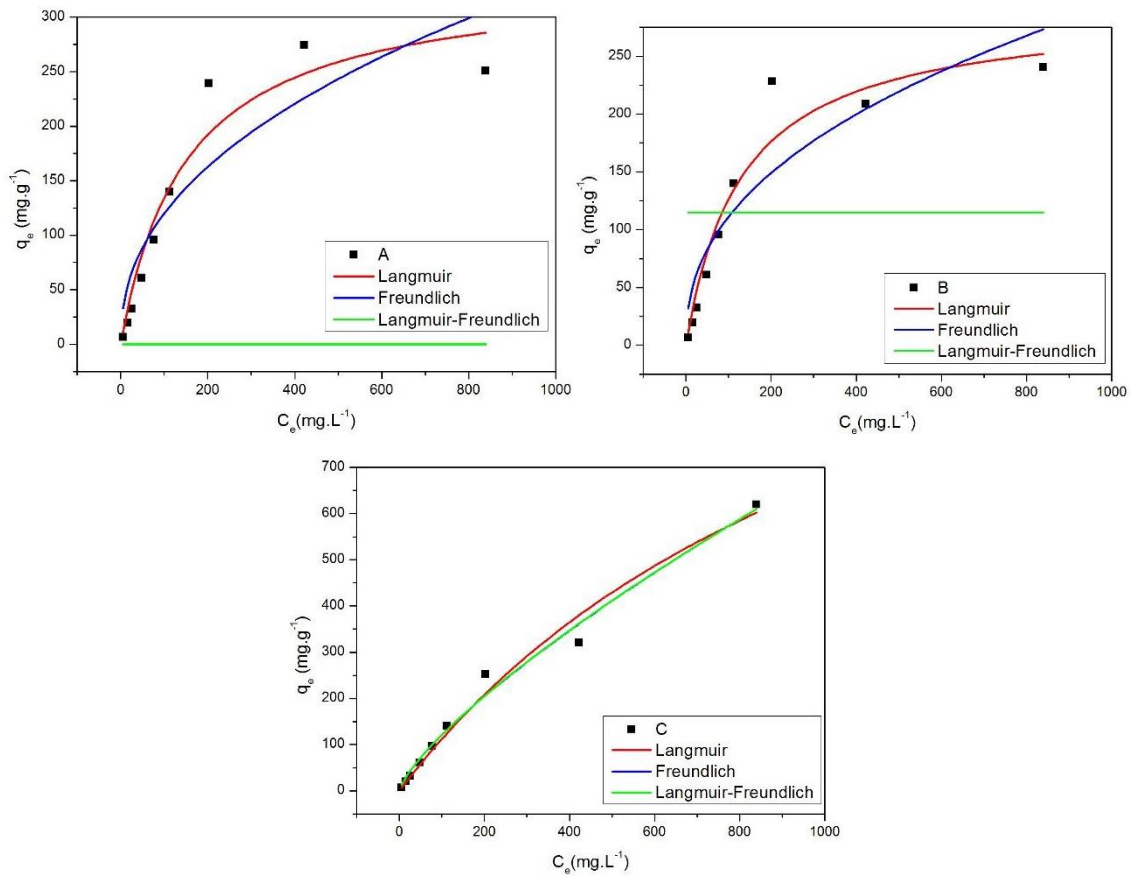 300
250
200
150
100
50
0
q_e (mg.g⁻¹)
A
Langmuir
Freundlich
Langmuir-Freundlich
0 200 400 600 800 1000
C_e(mg.L⁻¹)
250
200
150
100
50
0
q_e (mg.g⁻¹)
B
Langmuir
Freundlich
Langmuir-Freundlich
0 200 400 600 800 1000
C_e(mg.L⁻¹)
700
600
500
400
300
200
100
0
q_e (mg.g⁻¹)
C
Langmuir
Freundlich
Langmuir-Freundlich
0 200 400 600 800 1000
C_e(mg.L⁻¹)